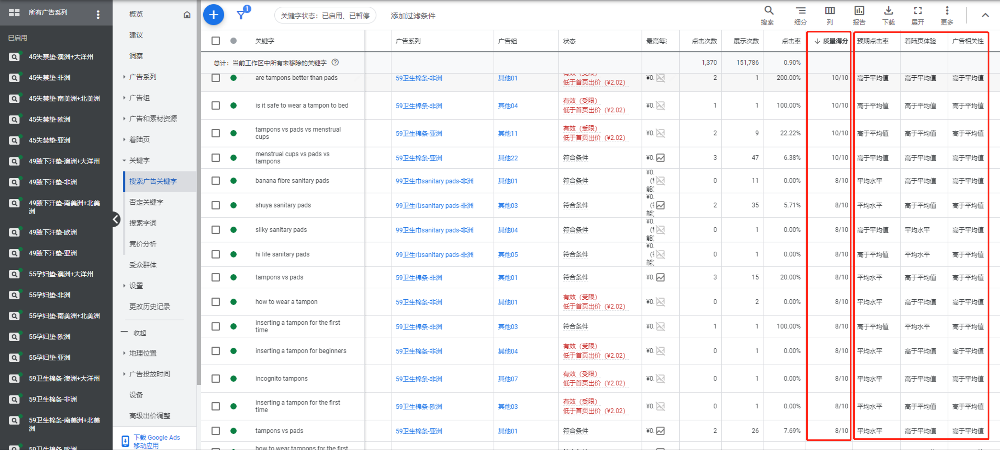 所有广告系列
已启用
45失禁垫-澳洲+大洋州
45失禁垫-非洲
45失禁垫-南美洲+北美洲
45失禁垫-欧洲
45失禁垫-亚洲
49腋下汗垫-澳洲+大洋州
49腋下汗垫-非洲
49腋下汗垫-南美洲+北美
洲
49腋下汗垫-欧洲
49腋下汗垫-亚洲
55孕妇垫-澳洲+大洋州
55孕妇垫-非洲
55孕妇垫-南美洲+北美洲
55孕妇垫-欧洲
55孕妇垫-亚洲
59卫生棉条-澳洲+大洋州
59卫生棉条-非洲
59卫生棉条-南美洲+北美
洲
59卫生棉条-欧洲
概览
建议
洞察
广告系列
广告组
广告和素材资源
着陆页
关键字
搜索广告关键字
否定关键字
搜索字词
竞价分析
受众群体
设置
更改历史记录
收起
地理位置
广告投放时间
设备
高级出价调整
下载 Google Ads
移动应用
1
关键字状态：已启用、已暂停
添加过滤条件
搜索 细分 列 报告 下载 展开 更多
关键字 广告系列 广告组 状态 最高每 点击次数 展示次数 点击率 质量得分 预期点击率 着陆页体验 广告相关性
总计：当前工作区中所有未移除的关键字 1,370 151,786 0.90%
are tampons better than pads 59卫生棉条-非洲 其他01 有效（受限） ¥0. 2 1 200.00% 10/10 高于平均值 高于平均值 高于平均值
低于首页出价（¥2.02）
is it safe to wear a tampon to bed 59卫生棉条-非洲 其他04 有效（受限） ¥0. 1 1 100.00% 10/10 高于平均值 高于平均值 高于平均值
低于首页出价（¥2.02）
tampons vs pads vs menstrual
cups 59卫生棉条-亚洲 其他11 有效（受限） ¥0. 2 9 22.22% 10/10 高于平均值 高于平均值 高于平均值
低于首页出价（¥2.02）
menstrual cups vs pads vs
tampons 59卫生棉条-亚洲 其他22 符合条件 ¥0. 3 47 6.38% 10/10 高于平均值 高于平均值 高于平均值
banana fibre sanitary pads 99卫生巾sanitary pads-非洲 其他01 符合条件 ¥0. 能） 0 11 0.00% 8/10 平均水平 高于平均值 高于平均值
shuya sanitary pads 99卫生巾sanitary pads-非洲 其他03 符合条件 ¥0. 能） 2 35 5.71% 8/10 平均水平 高于平均值 高于平均值
silky sanitary pads 99卫生巾sanitary pads-非洲 其他04 符合条件 ¥0. 能） 0 1 0.00% 8/10 高于平均值 平均水平 高于平均值
hi life sanitary pads 99卫生巾sanitary pads-非洲 其他05 符合条件 ¥0. 能） 0 1 0.00% 8/10 高于平均值 平均水平 高于平均值
tampons vs pads 59卫生棉条-非洲 其他01 符合条件 ¥0. 3 15 20.00% 8/10 平均水平 高于平均值 高于平均值
how to wear a tampon 59卫生棉条-非洲 其他01 有效（受限） ¥0. 0 2 0.00% 8/10 平均水平 高于平均值 高于平均值
低于首页出价（¥2.02）
inserting a tampon for the first
time 59卫生棉条-非洲 其他03 符合条件 ¥0. 1 1 100.00% 8/10 高于平均值 平均水平 高于平均值
inserting a tampon for beginners 59卫生棉条-非洲 其他04 有效（受限） ¥0. 0 1 0.00% 8/10 平均水平 高于平均值 高于平均值
低于首页出价（¥2.02）
incognito tampons 59卫生棉条-非洲 其他07 有效（受限） ¥0. 0 1 0.00% 8/10 平均水平 高于平均值 高于平均值
低于首页出价（¥2.02）
inserting a tampon for the first
time 59卫生棉条-欧洲 其他03 有效（受限） ¥0. 0 1 0.00% 8/10 平均水平 高于平均值 高于平均值
低于首页出价（¥2.02）
tampons vs pads 59卫生棉条-亚洲 其他01 符合条件 ¥0. 2 26 7.69% 8/10 平均水平 高于平均值 高于平均值
how to wear tampons for the first